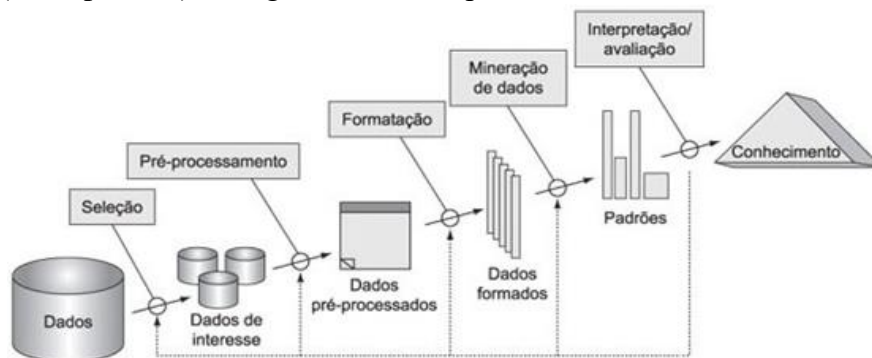 Interpretação/
avaliação
Mineração
de dados
Formatação
Pré-processamento
Seleção
Conhecimento
Padrões
Dados
formados
Dados
pré-processados
Dados de
interesse
Dados